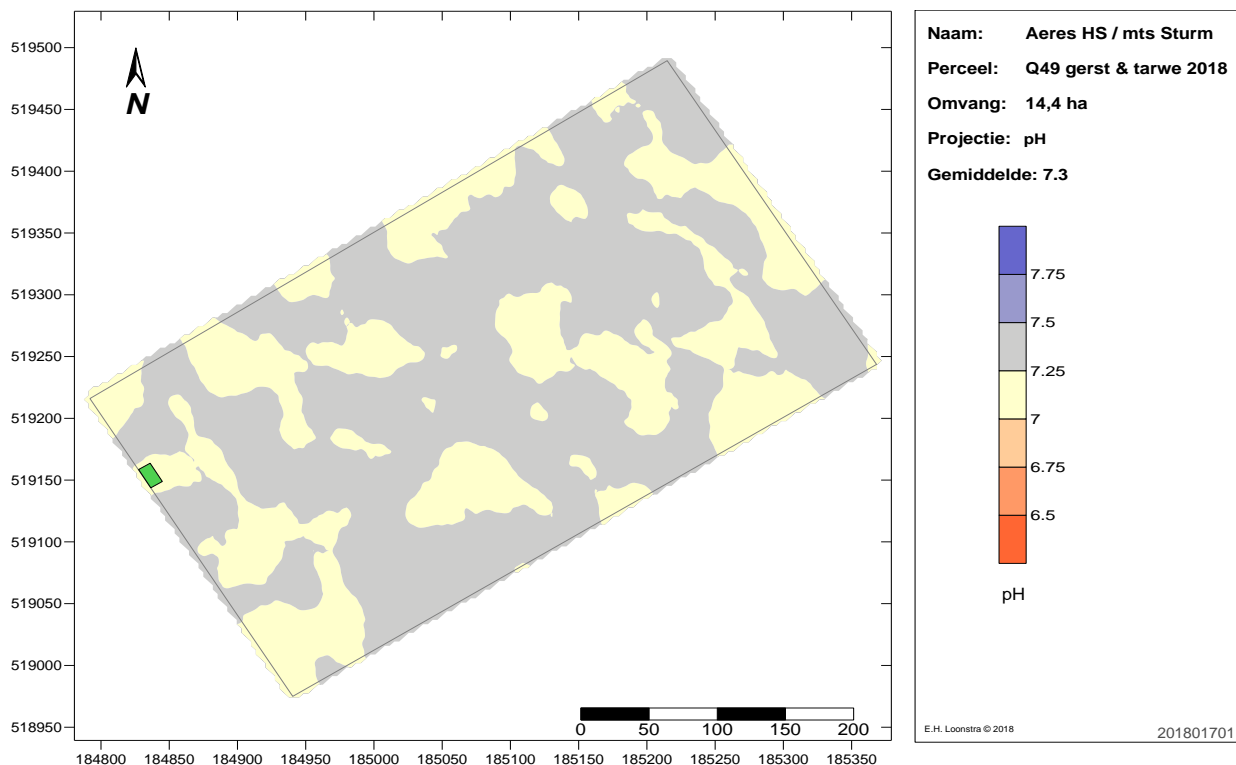 519500
519450
519400
519350
519300
519250
519200
519150
519100
519050
519000
518950
N
0 50 100 150 200
184800 184850 184900 184950 185000 185050 185100 185150 185200 185250 185300 185350
Naam: Aeres HS / mts Sturm
Perceel: Q49 gerst & tarwe 2018
Omvang: 14,4 ha
Projectie: pH
Gemiddelde: 7.3
7.75
7.5
7.25
7
6.75
6.5
pH
E.H. Loonstra © 2018
201801701